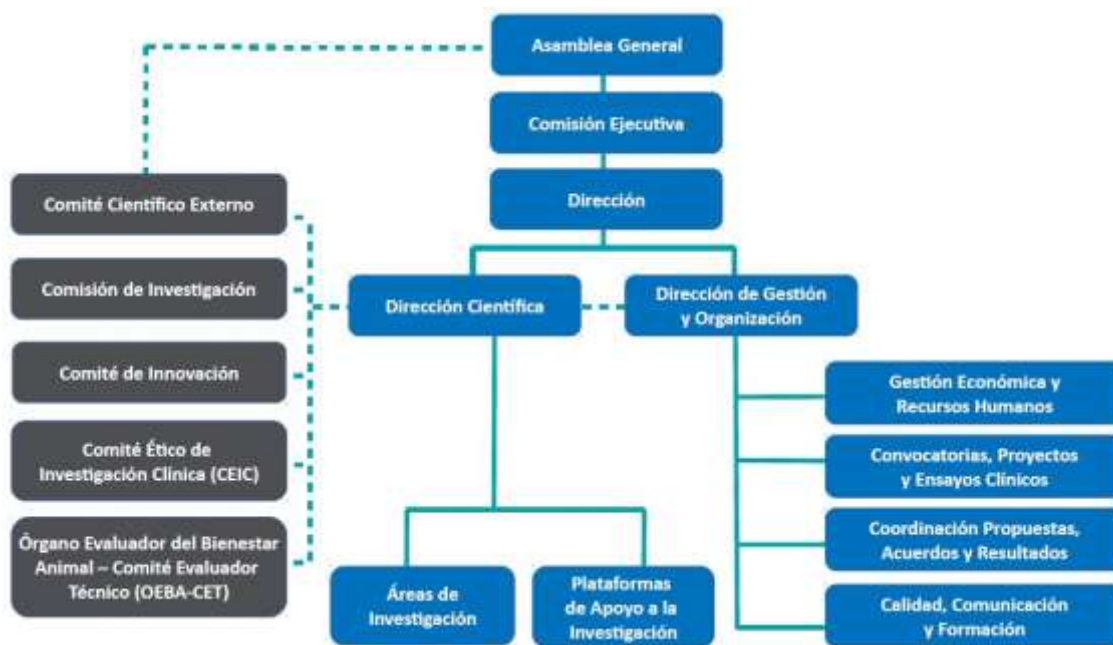 Asamblea General
Comisión Ejecutiva
Dirección
Comité Científico Externo
Comisión de Investigación
Comité de Innovación
Comité Ético de
Investigación Clínica (CEIC)
Órgano Evaluador del Bienestar
Animal – Comité Evaluador
Técnico (OEBA-CET)
Dirección Científica
Dirección de Gestión
y Organización
Áreas de
Investigación
Plataformas
de Apoyo a la
Investigación
Gestión Económica y
Recursos Humanos
Convocatorias, Proyectos
y Ensayos Clínicos
Coordinación Propuestas,
Acuerdos y Resultados
Calidad, Comunicación
y Formación